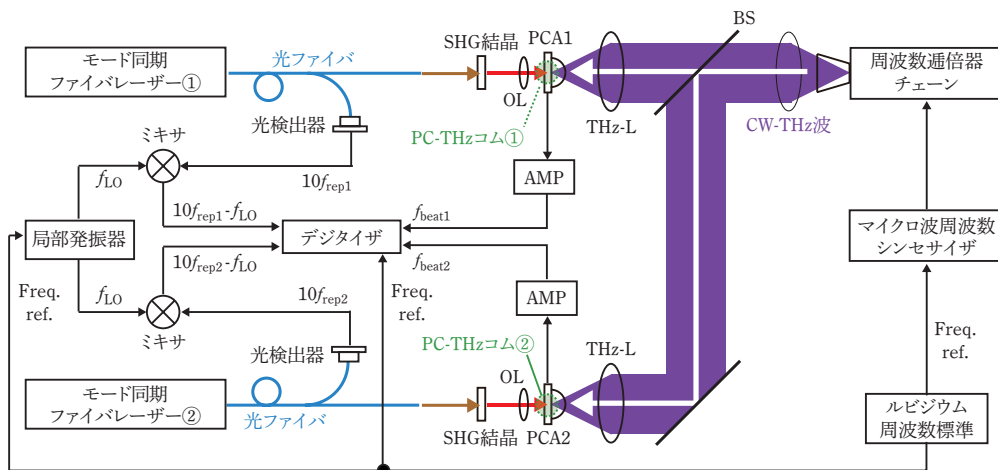 BS
モード同期
ファイバレーザー①
光ファイバ
SHG結晶
PCA1
OL
THz-L
CW-THz波
周波数逓倍器
チェーン
光検出器
PC-THzコム①
ミキサ
AMP
fLO
10frep1
10frep1-fLO
fbeat1
局部発振器
デジタイザ
マイクロ波周波数
シンセサイザ
10frep2-fLO
fbeat2
Freq.
ref.
fLO
10frep2
Freq.
ref.
AMP
Freq.
ref.
ミキサ
光検出器
PC-THzコム②
THz-L
OL
モード同期
ファイバレーザー②
光ファイバ
SHG結晶
PCA2
ルビジウム
周波数標準